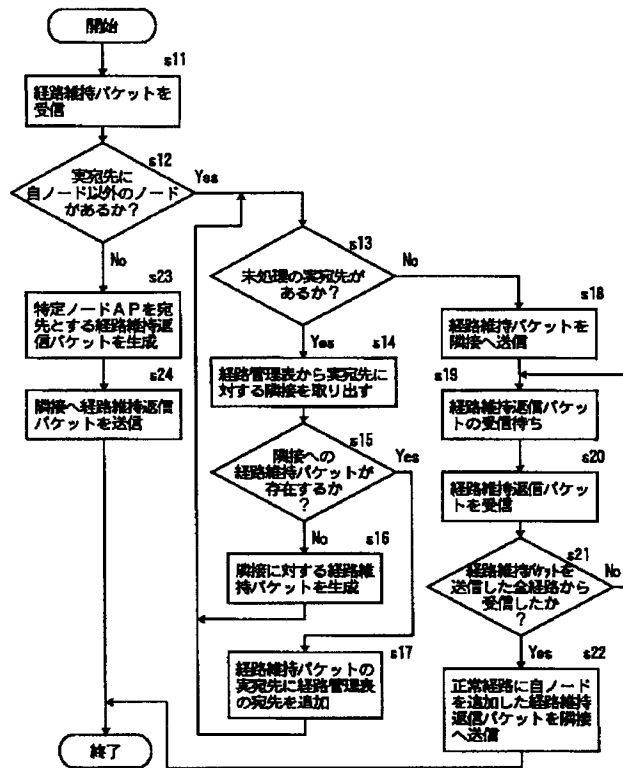 開始
s11
経路維持パケットを
受信
s12
実宛先に
自ノード以外のノード
があるか？
Yes
No
s23
特定ノードＡＰを宛
先とする経路維持返
信パケットを生成
s24
隣接へ経路維持返信
パケットを送信
終了
s13
未処理の実宛先が
あるか？
No
Yes
s14
経路管理表から実宛先に
対する隣接を取り出す
s15
隣接への
経路維持パケットが
存在するか
？
Yes
No
s16
隣接に対する経路維
持パケットを生成
s17
経路維持パケットの
実宛先に経路管理表
の宛先を追加
s18
経路維持パケットを
隣接へ送信
s19
経路維持返信パケッ
トの受信待ち
s20
経路維持返信パケッ
トを受信
s21
経路維持パケットを
送信した全経路から
受信したか
？
No
Yes
s22
正常経路に自ノード
を追加した経路維持
返信パケットを隣接
へ送信